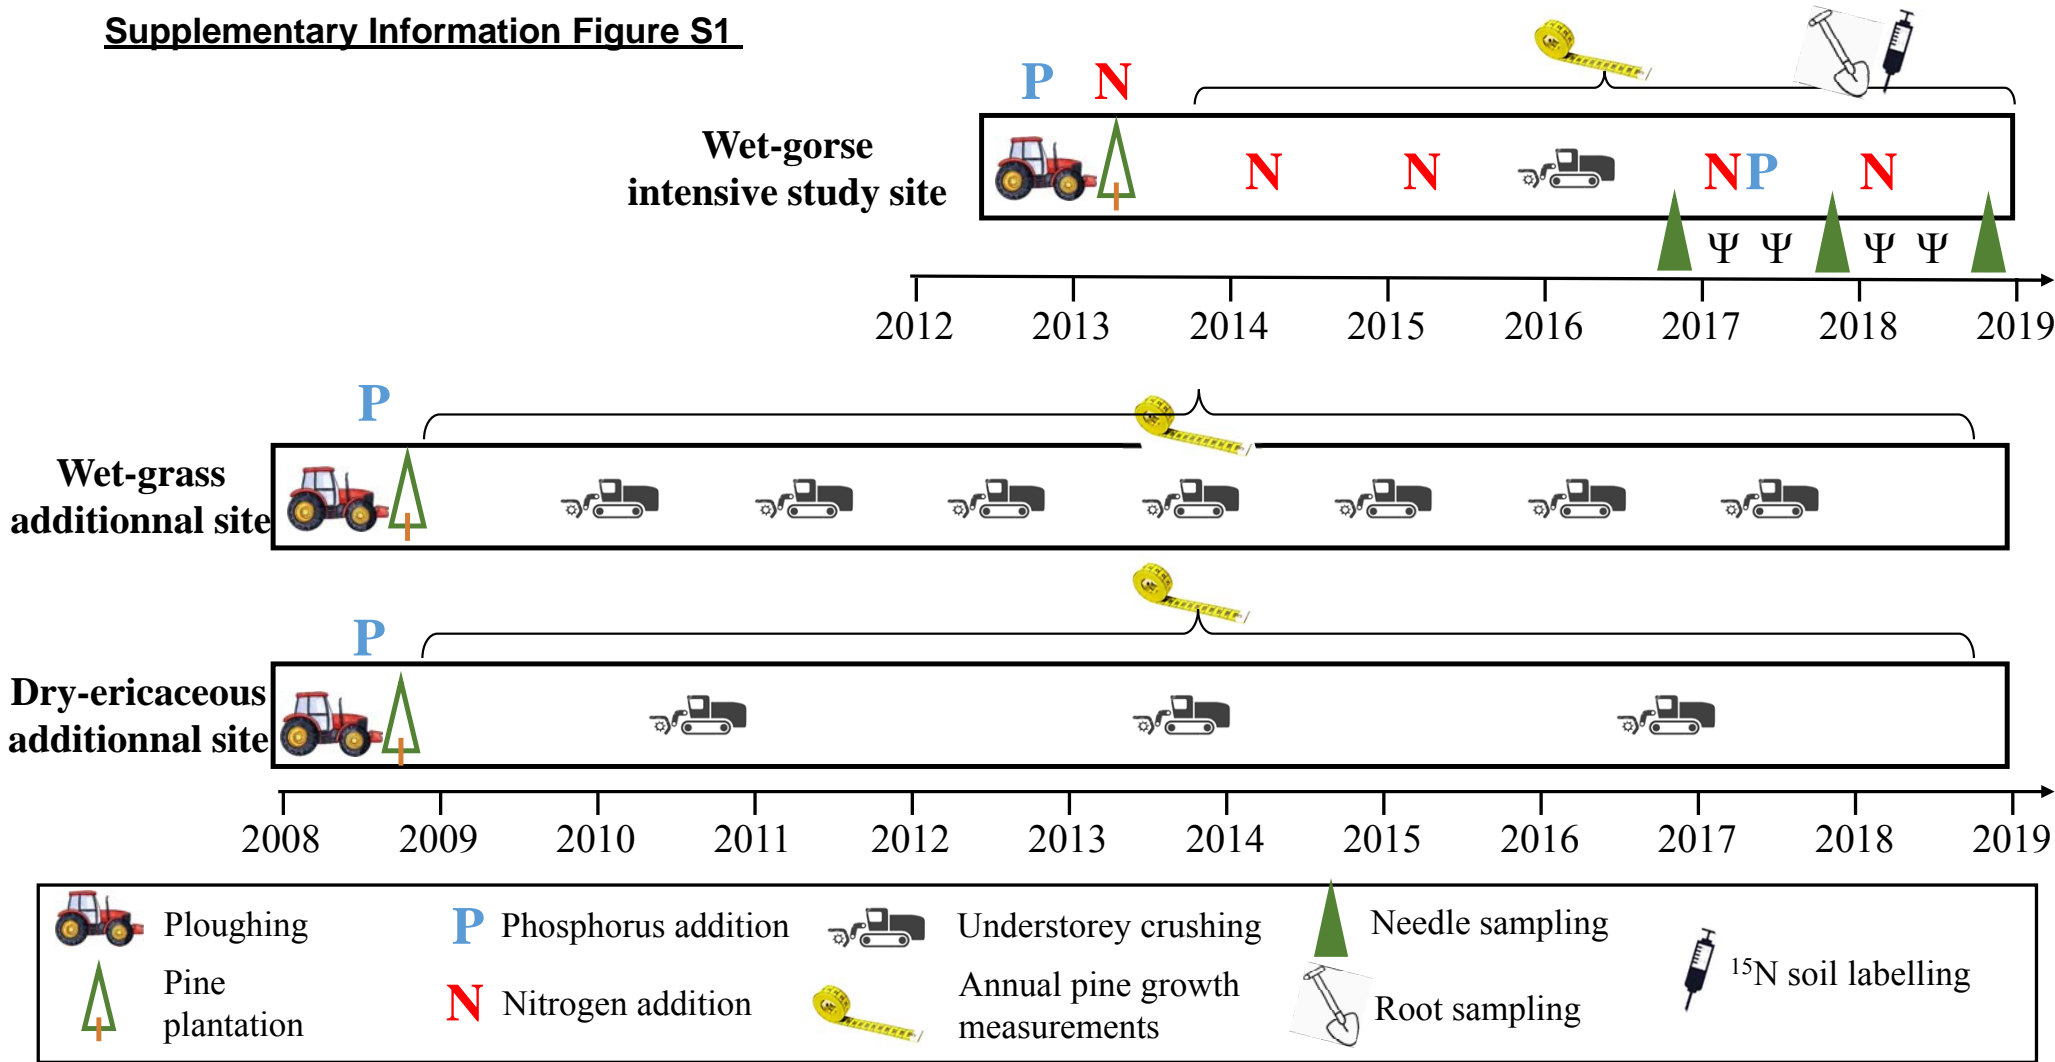 Supplementary Information Figure S1
P N
Wet-gorse
intensive study site
N N NP N
Ψ Ψ Ψ Ψ
2012 2013 2014 2015 2016 2017 2018 2019
P
Wet-grass
additionnal site
P
Dry-ericaceous
additionnal site
2008 2009 2010 2011 2012 2013 2014 2015 2016 2017 2018 2019
Ploughing
P Phosphorus addition
Understorey crushing
Needle sampling
Pine
plantation
N Nitrogen addition
Annual pine growth
measurements
Root sampling
15N soil labelling